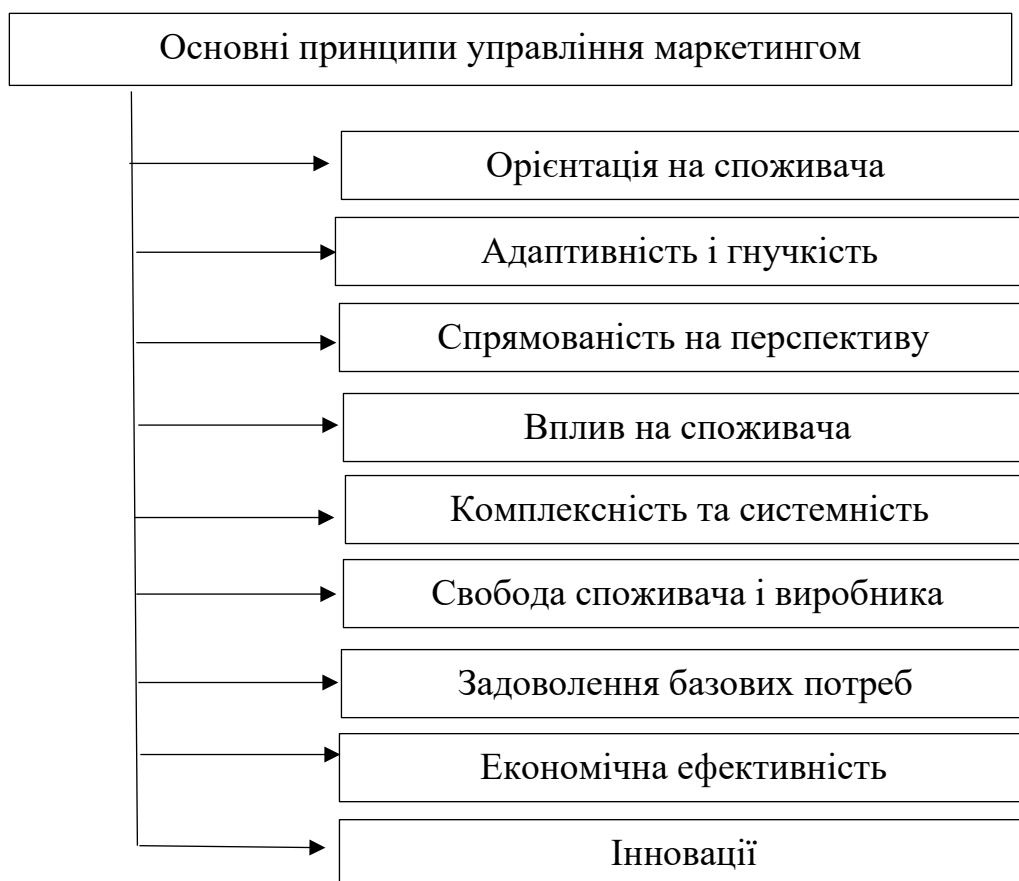 Основні принципи управління маркетингом
Орієнтація на споживача
Адаптивність і гнучкість
Спрямованість на перспективу
Вплив на споживача
Комплексність та системність
Свобода споживача і виробника
Задоволення базових потреб
Економічна ефективність
Інновації